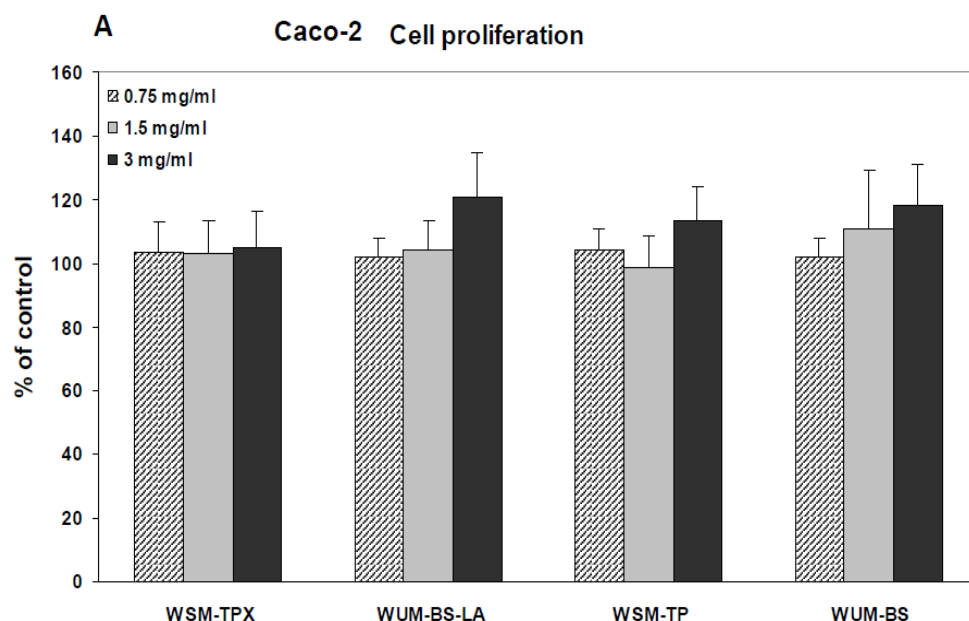 A
Caco-2 Cell proliferation
160
0.75 mg/ml
1.5 mg/ml
3 mg/ml
140
120
100
80
60
40
20
0
% of control
WSM-TPX WUM-BS-LA WSM-TP WUM-BS